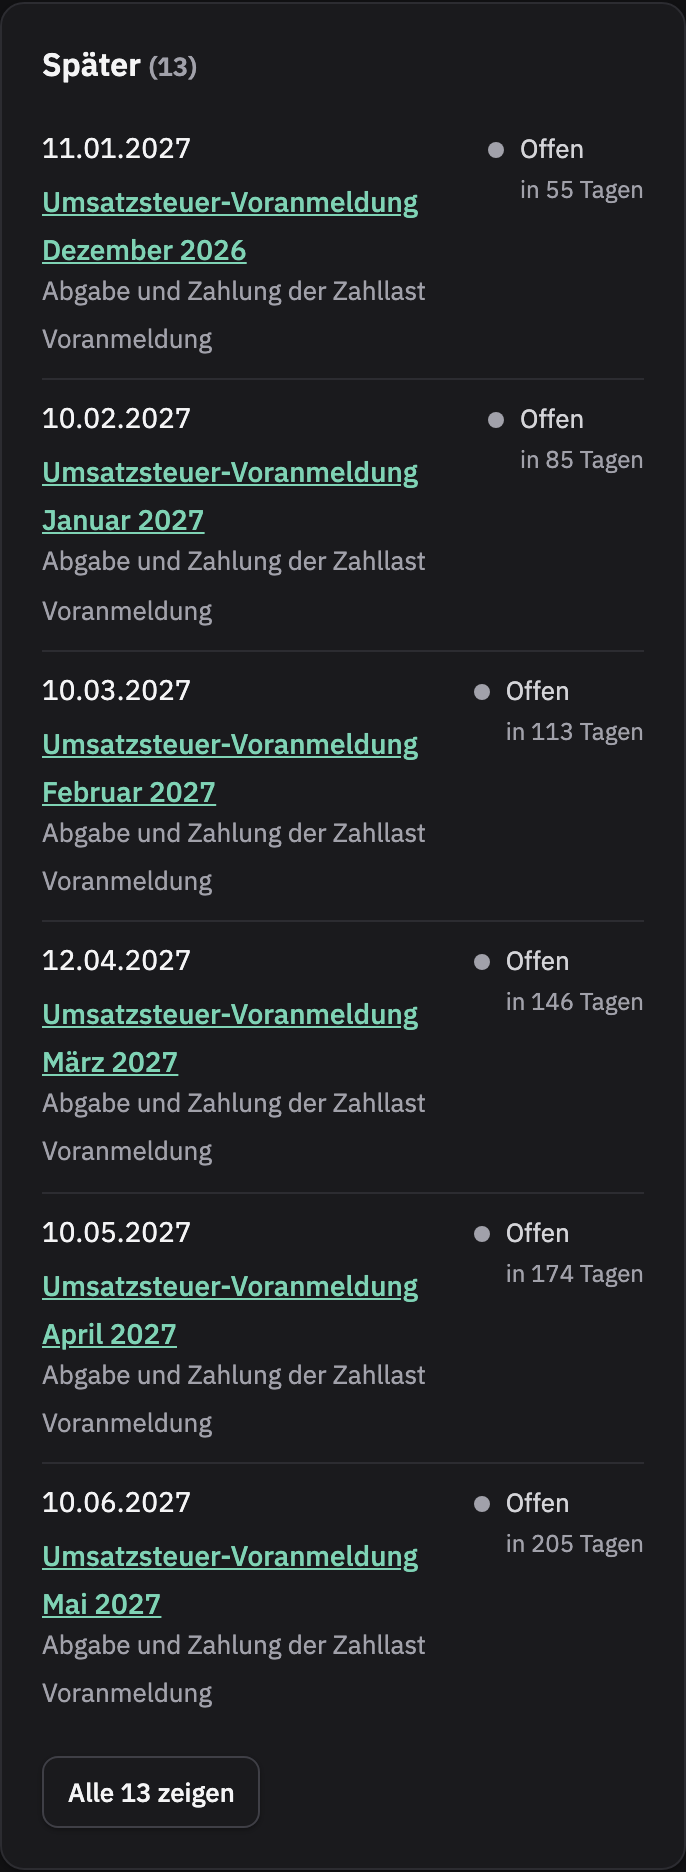 Später (13)
11.01.2027
Offen
in 55 Tagen
Umsatzsteuer-Voranmeldung
Dezember 2026
Abgabe und Zahlung der Zahllast
Voranmeldung
10.02.2027
Offen
in 85 Tagen
Umsatzsteuer-Voranmeldung
Januar 2027
Abgabe und Zahlung der Zahllast
Voranmeldung
10.03.2027
Offen
in 113 Tagen
Umsatzsteuer-Voranmeldung
Februar 2027
Abgabe und Zahlung der Zahllast
Voranmeldung
12.04.2027
Offen
in 146 Tagen
Umsatzsteuer-Voranmeldung
März 2027
Abgabe und Zahlung der Zahllast
Voranmeldung
10.05.2027
Offen
in 174 Tagen
Umsatzsteuer-Voranmeldung
April 2027
Abgabe und Zahlung der Zahllast
Voranmeldung
10.06.2027
Offen
in 205 Tagen
Umsatzsteuer-Voranmeldung
Mai 2027
Abgabe und Zahlung der Zahllast
Voranmeldung
Alle 13 zeigen